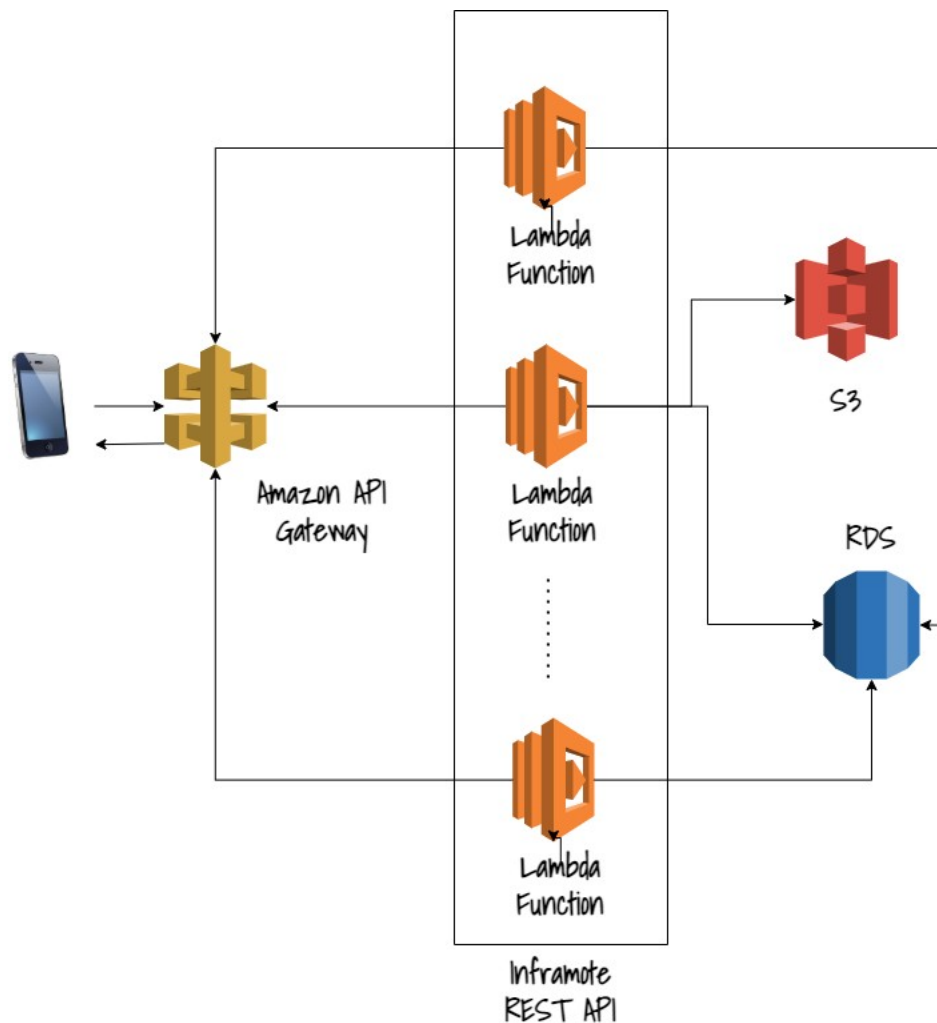 Lambda
Function
S3
Amazon API
Gateway
Lambda
Function
RDS
Lambda
Function
Inframote
REST API